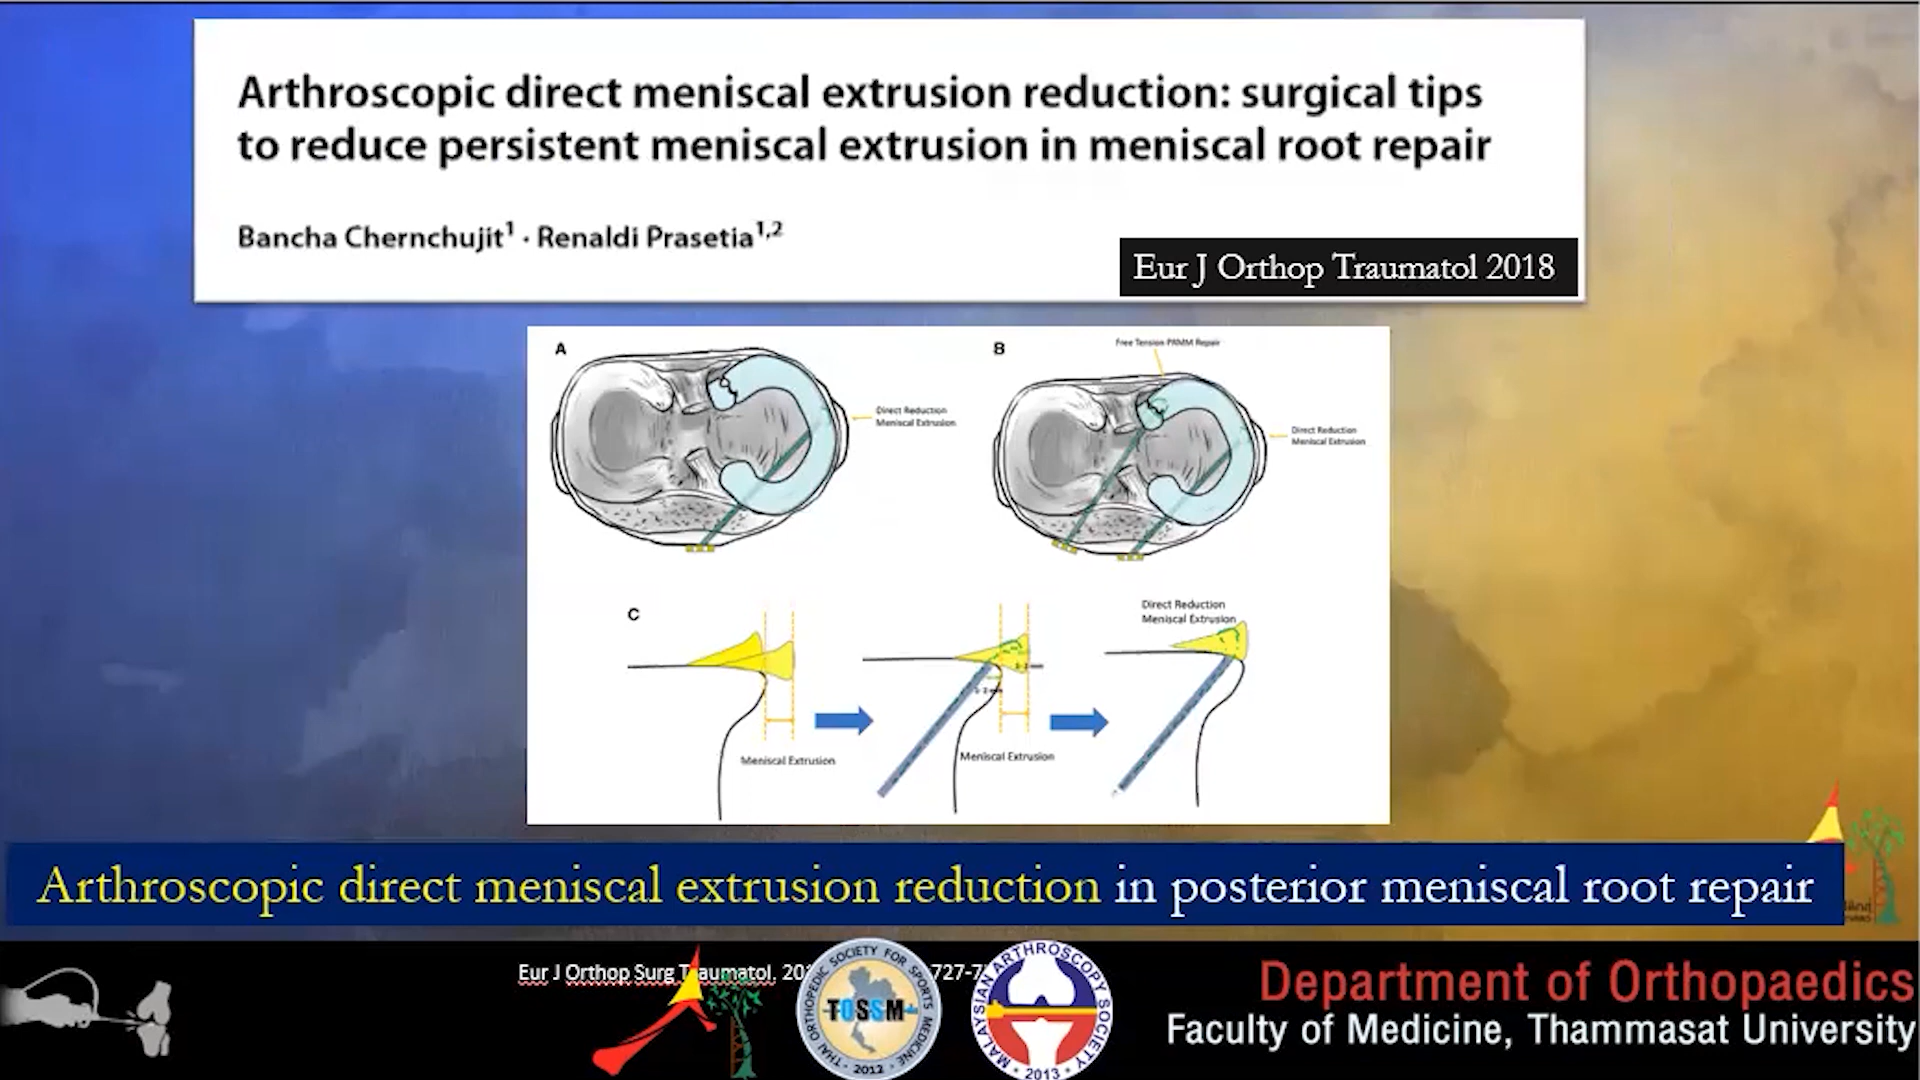 Arthroscopic direct meniscal extrusion reduction: surgical tips
to reduce persistent meniscal extrusion in meniscal root repair
Bancha Chernchujit1 · Renaldi Prasetia1,2
Eur J Orthop Traumatol 2018
A
Direct Reduction
Meniscal Extrusion
B
Free Tension PRMM Repair
Direct Reduction
Meniscal Extrusion
C
Meniscal Extrusion
Meniscal Extrusion
Direct Reduction
Meniscal Extrusion
Arthroscopic direct meniscal extrusion reduction in posterior meniscal root repair
Eur J Orthop Surg Traumatol.
THAI ORTHOPEDIC SOCIETY FOR SPORTS MEDICINE
TOSSM
2012
MALAYSIAN ARTHROSCOPY SOCIETY
2013
Department of Orthopaedics
Faculty of Medicine, Thammasat University